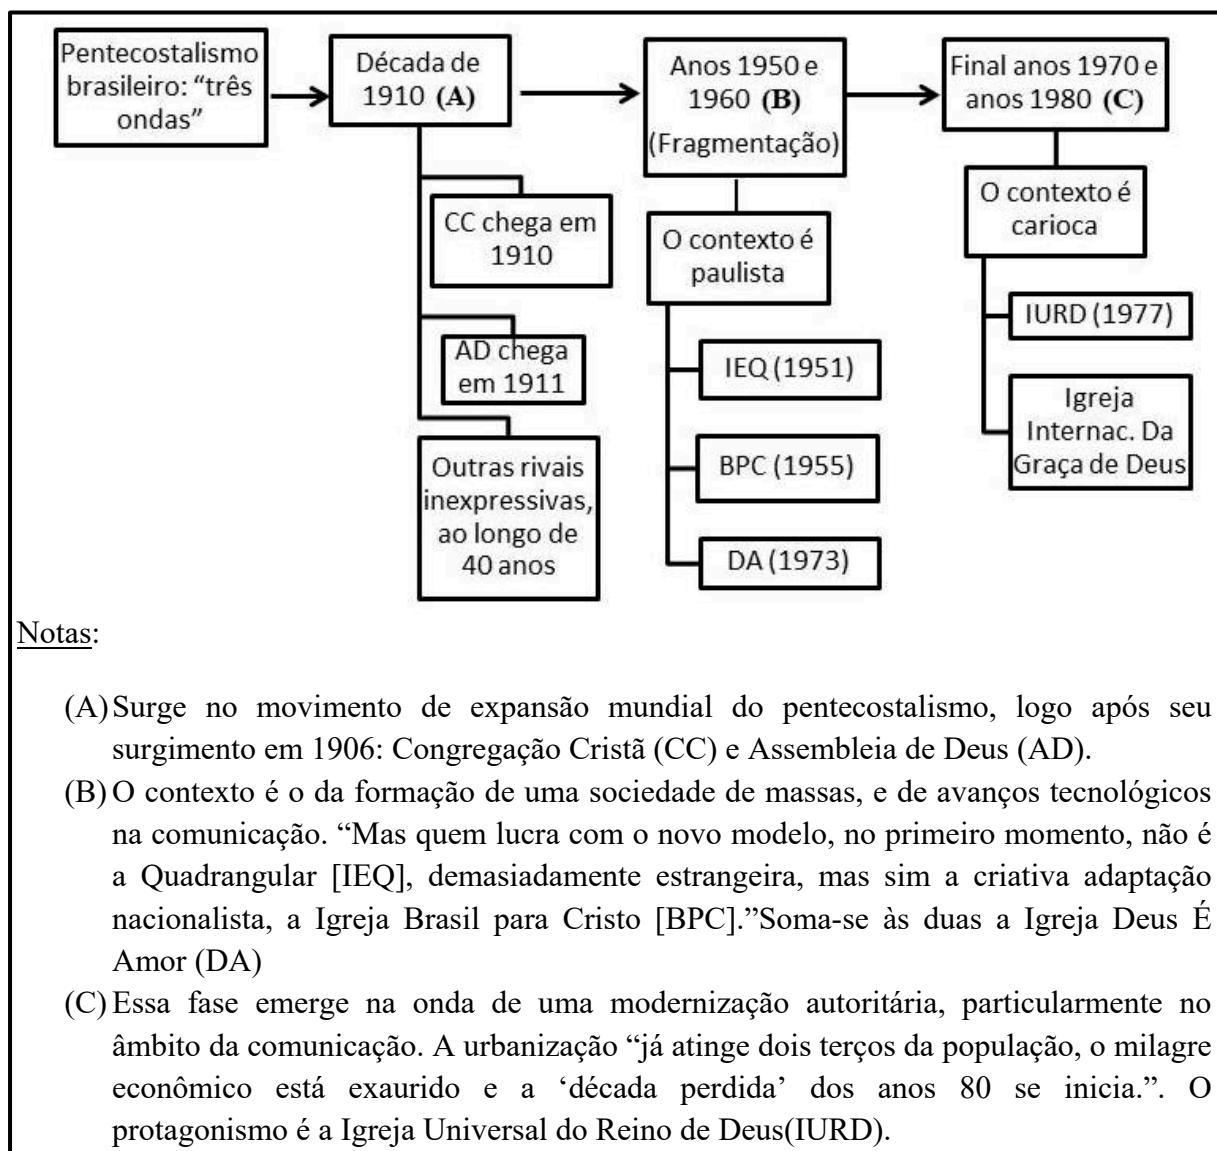 Pentecostalismo
brasileiro: “três
ondas”
Década de
1910 (A)
CC chega em
1910
AD chega
em 1911
Outras rivais
inexpressivas,
ao longo de
40 anos
Anos 1950 e
1960 (B)
(Fragmentação)
O contexto é
paulista
IEQ (1951)
BPC (1955)
DA (1973)
Final anos 1970 e
anos 1980 (C)
O contexto é
carioca
IURD (1977)
Igreja
Internac. Da
Graça de Deus
Notas:
(A) Surge no movimento de expansão mundial do pentecostalismo, logo após seu
surgimento em 1906: Congregação Cristã (CC) e Assembleia de Deus (AD).
(B) O contexto é o da formação de uma sociedade de massas, e de avanços tecnológicos
na comunicação. “Mas quem lucra com o novo modelo, no primeiro momento, não é
a Quadrangular [IEQ], demasiadamente estrangeira, mas sim a criativa adaptação
nacionalista, a Igreja Brasil para Cristo [BPC].”Soma-se às duas a Igreja Deus É
Amor (DA)
(C) Essa fase emerge na onda de uma modernização autoritária, particularmente no
âmbito da comunicação. A urbanização “já atinge dois terços da população, o milagre
econômico está exaurido e a ‘década perdida’ dos anos 80 se inicia.”. O
protagonismo é a Igreja Universal do Reino de Deus(IURD).